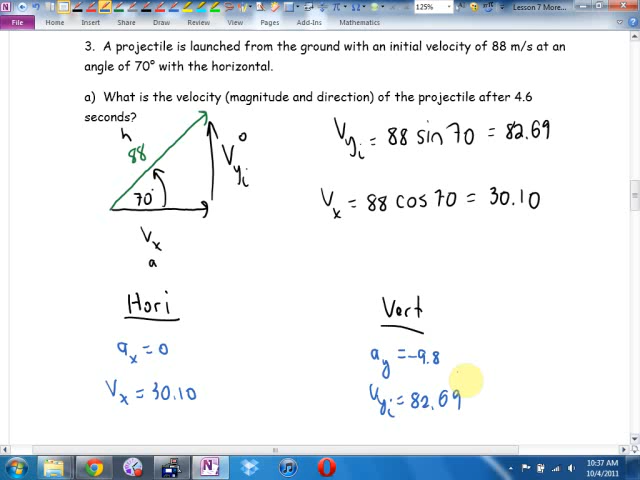 125%
Lesson 7 More...
File
Home
Insert
Share
Draw
Review
View
Add-Ins
Mathematics
3. A projectile is launched from the ground with an initial velocity of 88 m/s at an
angle of 70° with the horizontal.
a) What is the velocity (magnitude and direction) of the projectile after 4.6
seconds?
h
88
70°
o
Vyi
Vx
a
Vyi = 88 sin 70 = 82.69
Vx = 88 cos 70 = 30.10
Hori
ax = 0
Vx = 30.10
Vert
ay = -9.8
Vyi = 82.69
10:37 AM
10/4/2011